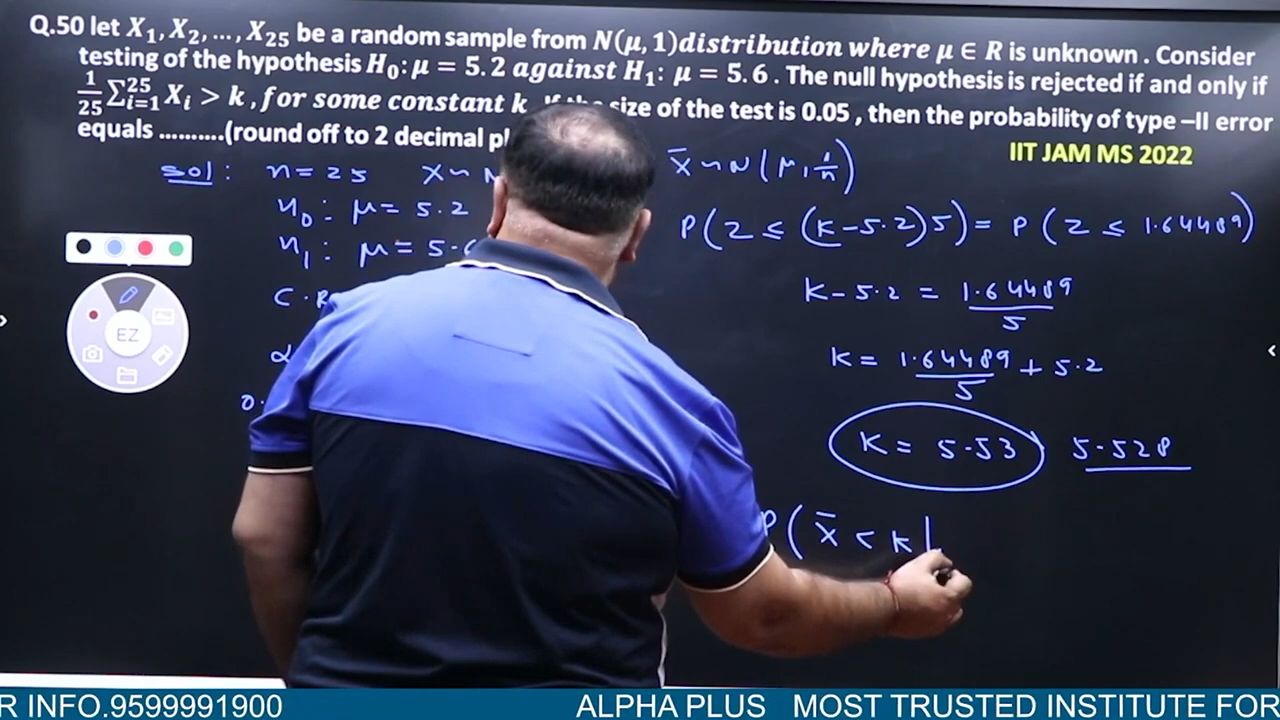 Q.50 let X₁, X₂, ..., X₂₅ be a random sample from N(μ, 1)distribution where μ ∈ R is unknown . Consider
testing of the hypothesis H₀: μ = 5.2 against H₁: μ = 5.6 . The null hypothesis is rejected if and only if
1/25 Σ²⁵ᵢ₌₁ Xᵢ > k , for some constant k size of the test is 0.05 , then the probability of type –II error
equals ..........(round off to 2 decimal
IIT JAM MS 2022
sol : n = 25 X ~ X̄ ~ N(μ, 1/n)
H₀ : μ = 5.2
P(Z ≤ (K-5.2)5) = P(Z ≤ 1.64489)
H₁ : μ = 5.
K - 5.2 = 1.64489/5
C.R
K = 1.64489/5 + 5.2
α
0.
K = 5.53 5.528
P(X̄ < K |
EZ
R INFO.9599991900 ALPHA PLUS MOST TRUSTED INSTITUTE FOR